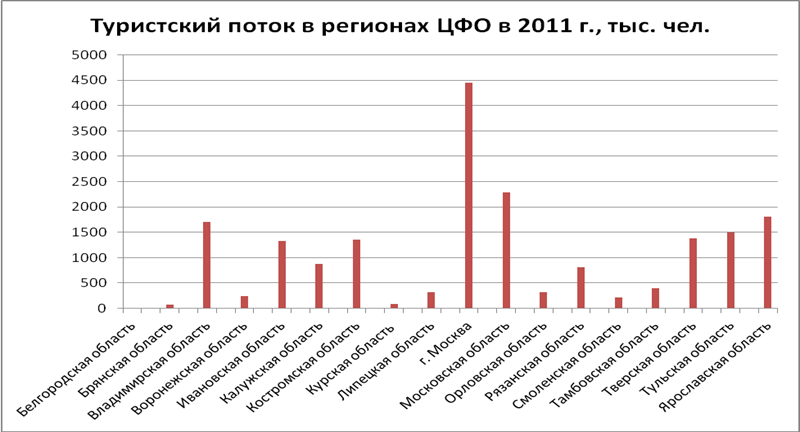 Туристский поток в регионах ЦФО в 2011 г., тыс. чел.
5000
4500
4000
3500
3000
2500
2000
1500
1000
500
0
Белгородская область
Брянская область
Владимирская область
Воронежская область
Ивановская область
Калужская область
Костромская область
Курская область
Липецкая область
г. Москва
Московская область
Орловская область
Рязанская область
Смоленская область
Тамбовская область
Тверская область
Тульская область
Ярославская область